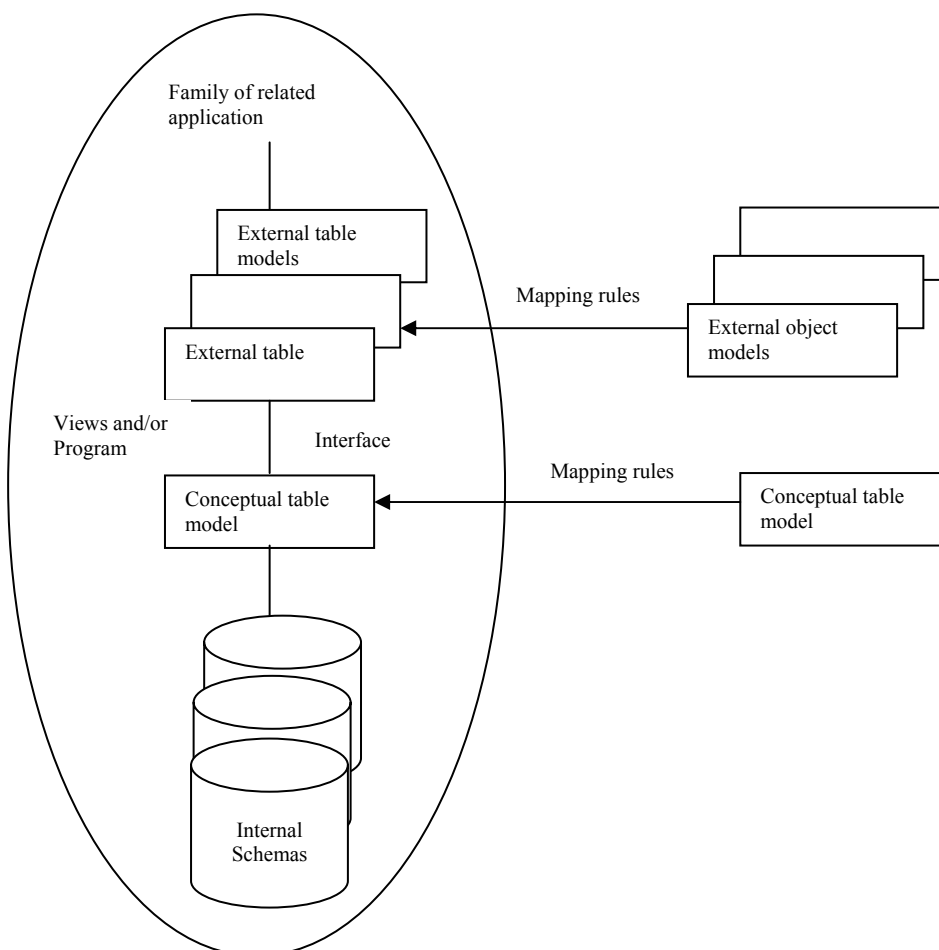 Family of related
application
External table
models
Mapping rules
External object
models
External table
Views and/or
Program
Interface
Mapping rules
Conceptual table
model
Conceptual table
model
Internal
Schemas